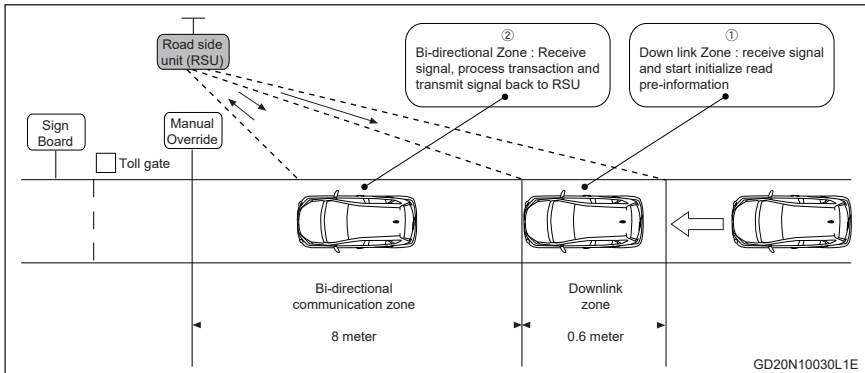 Road side
unit (RSU)
②
Bi-directional Zone : Receive
signal, process transaction and
transmit signal back to RSU
①
Down link Zone : receive signal
and start initialize read
pre-information
Sign
Board
Manual
Override
Toll gate
Bi-directional
communication zone
Downlink
zone
8 meter
0.6 meter
GD20N10030L1E